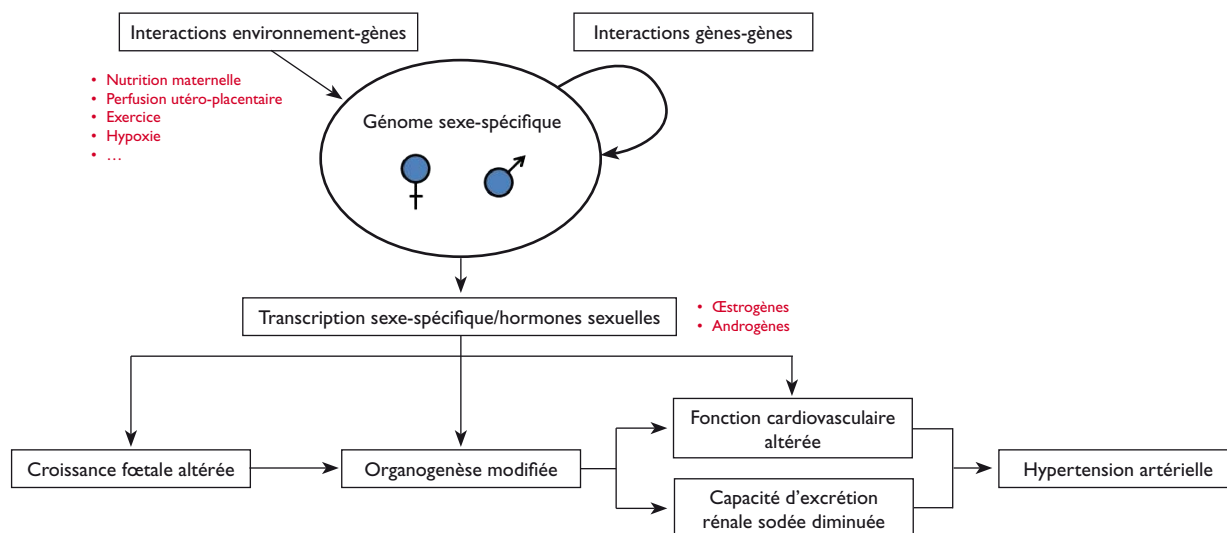 Interactions environnement-gènes
Interactions gènes-gènes
• Nutrition maternelle
• Perfusion utéro-placentaire
• Exercice
• Hypoxie
• …
Génome sexe-spécifique
Transcription sexe-spécifique/hormones sexuelles
• Œstrogènes
• Androgènes
Croissance fœtale altérée
Organogenèse modifiée
Fonction cardiovasculaire
altérée
Capacité d’excrétion
rénale sodée diminuée
Hypertension artérielle